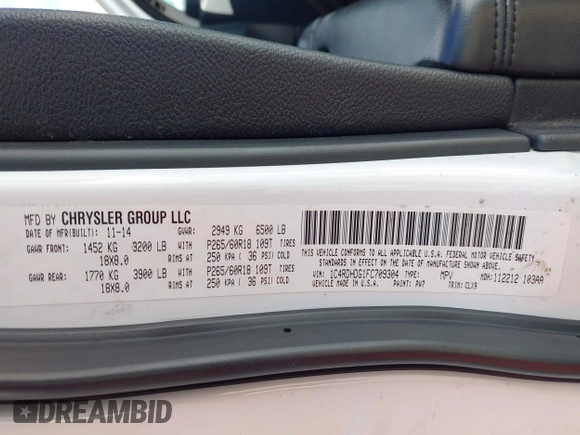 MFD BY CHRYSLER GROUP LLC
DATE OF MFR(BUILT): 11-14 GVWR: 2949 KG 6500 LB
GAWR FRONT: 1452 KG 3200 LB WITH P265/60R18 109T TIRES
18X8.0 RIMS AT 250 KPA ( 36 PSI) COLD
GAWR REAR: 1770 KG 3900 LB WITH P265/60R18 109T TIRES
18X8.0 RIMS AT 250 KPA ( 36 PSI) COLD
THIS VEHICLE CONFORMS TO ALL APPLICABLE U.S.A. FEDERAL MOTOR VEHICLE SAFETY
STANDARDS IN EFFECT ON THE DATE OF MANUFACTURE SHOWN ABOVE.
VIN: 1C4RDHDG1FC709304 TYPE: MPV MDH: 112212 103AA
VEHICLE MADE IN U.S.A. PAINT: PW7 TRIM: CLX9
DREAMBID